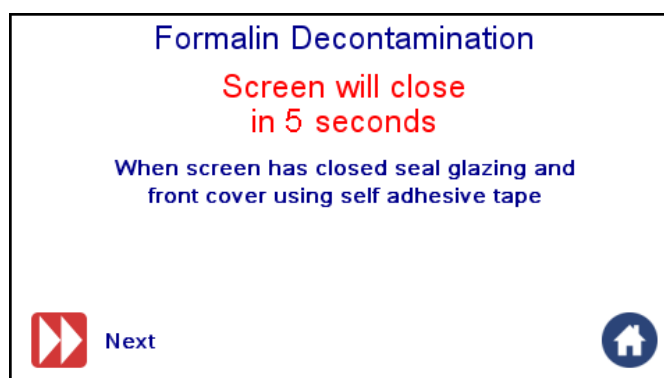 Formalin Decontamination
Screen will close
in 5 seconds
When screen has closed seal glazing and
front cover using self adhesive tape
Next